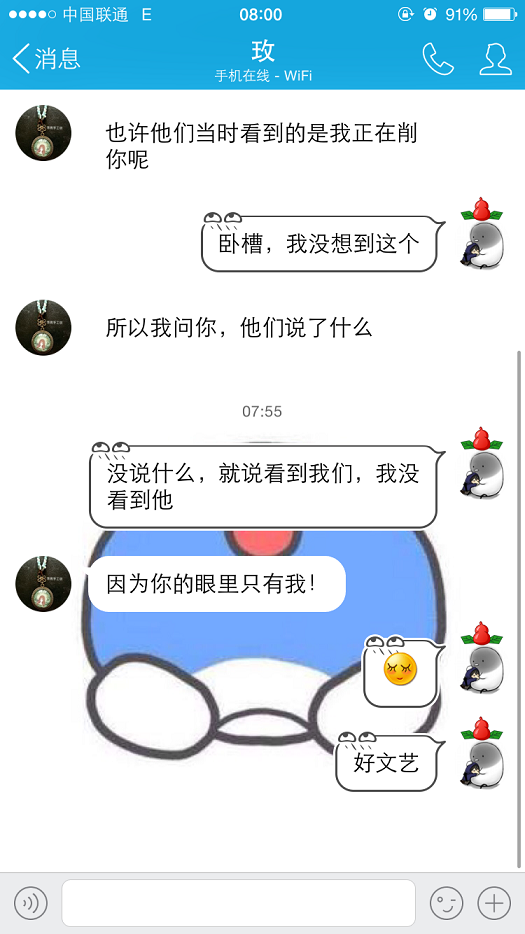 中国联通 E 08:00 91%
消息 玫
手机在线 - WiFi
也许他们当时看到的是我正在削
你呢
卧槽，我没想到这个
所以我问你，他们说了什么
07:55
没说什么，就说看到我们，我没
看到他
因为你的眼里只有我！
好文艺